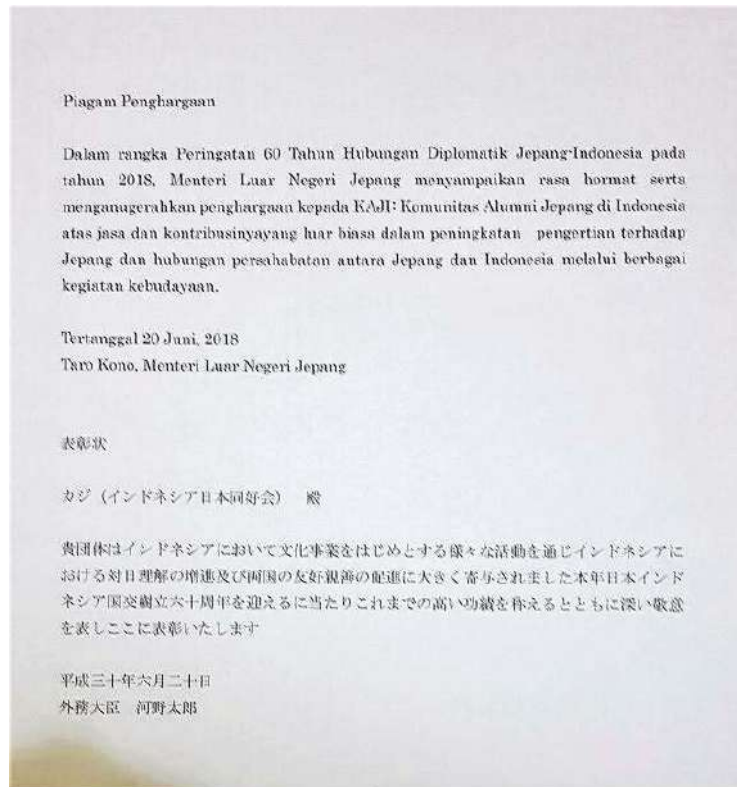 Piagam Penghargaan
Dalam rangka Peringatan 60 Tahun Hubungan Diplomatik Jepang-Indonesia pada
tahun 2018, Menteri Luar Negeri Jepang menyampaikan rasa hormat serta
menganugerahkan penghargaan kepada KAJI: Komunitas Alumni Jepang di Indonesia
atas jasa dan kontribusinyayang luar biasa dalam peningkatan pengertian terhadap
Jepang dan hubungan persahabatan antara Jepang dan Indonesia melalui berbagai
kegiatan kebudayaan.
Tertanggal 20 Juni, 2018
Taro Kono, Menteri Luar Negeri Jepang
表彰状
カジ（インドネシア日本同好会）　殿
貴団体はインドネシアにおいて文化事業をはじめとする様々な活動を通じインドネシアに
おける対日理解の増進及び両国の友好親善の促進に大きく寄与されました本年日本インド
ネシア国交樹立六十周年を迎えるに当たりこれまでの高い功績を称えるとともに深い敬意
を表しここに表彰いたします
平成三十年六月二十日
外務大臣　河野太郎